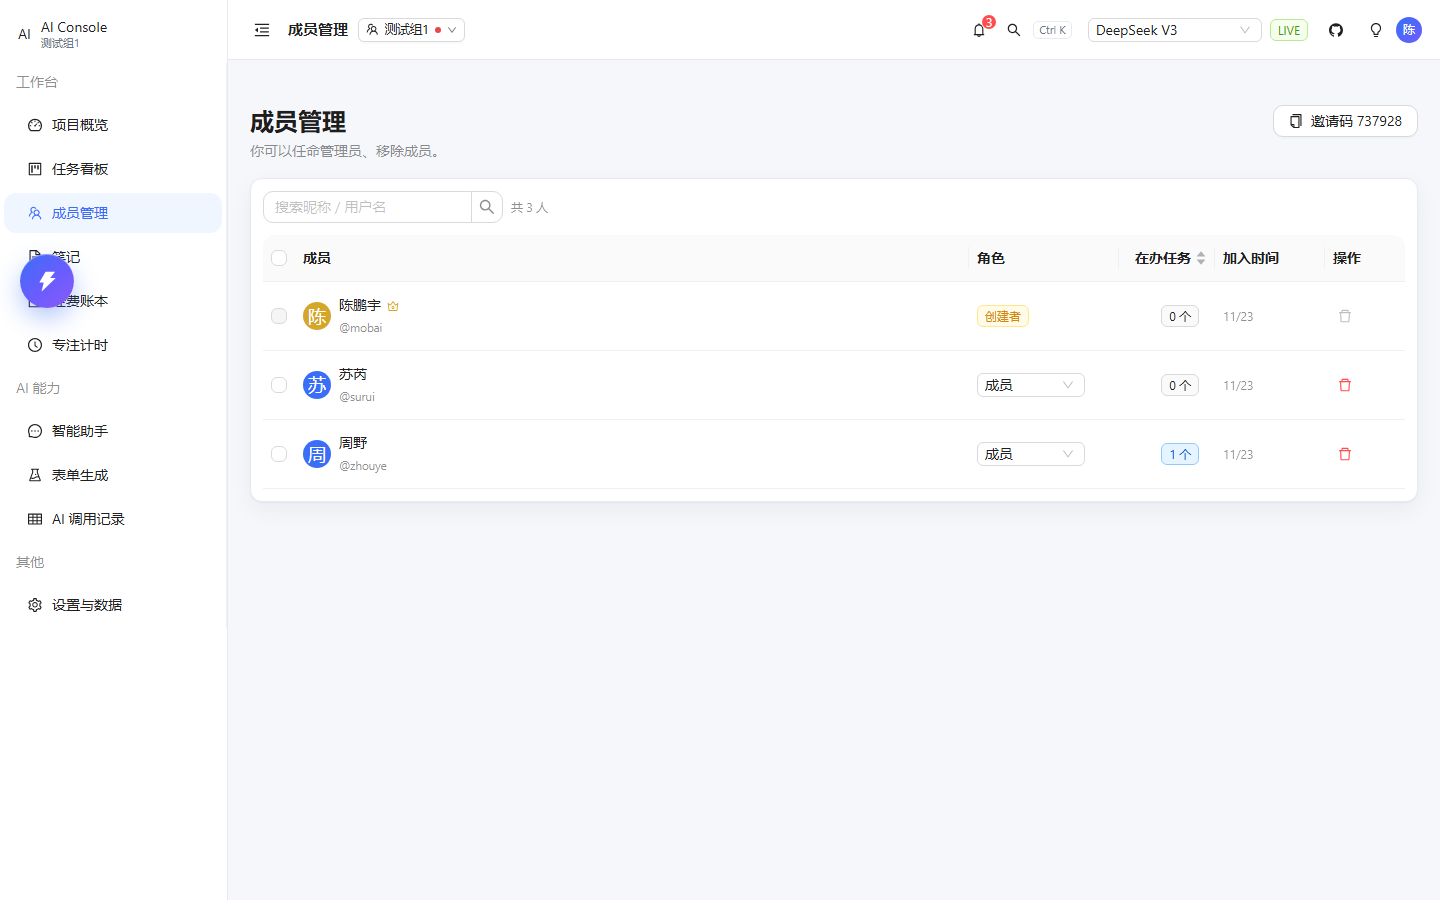 AI
AI Console
测试组1
工作台
项目概览
任务看板
成员管理
笔记
费账本
专注计时
AI 能力
智能助手
表单生成
AI 调用记录
其他
设置与数据
成员管理
测试组1
3
Ctrl K
DeepSeek V3
LIVE
陈
成员管理
你可以任命管理员、移除成员。
邀请码 737928
搜索昵称 / 用户名
共 3 人
成员 角色 在办任务 加入时间 操作
陈 陈鹏宇
@mobai
创建者 0 个 11/23
苏 苏芮
@surui
成员 0 个 11/23
周 周野
@zhouye
成员 1 个 11/23